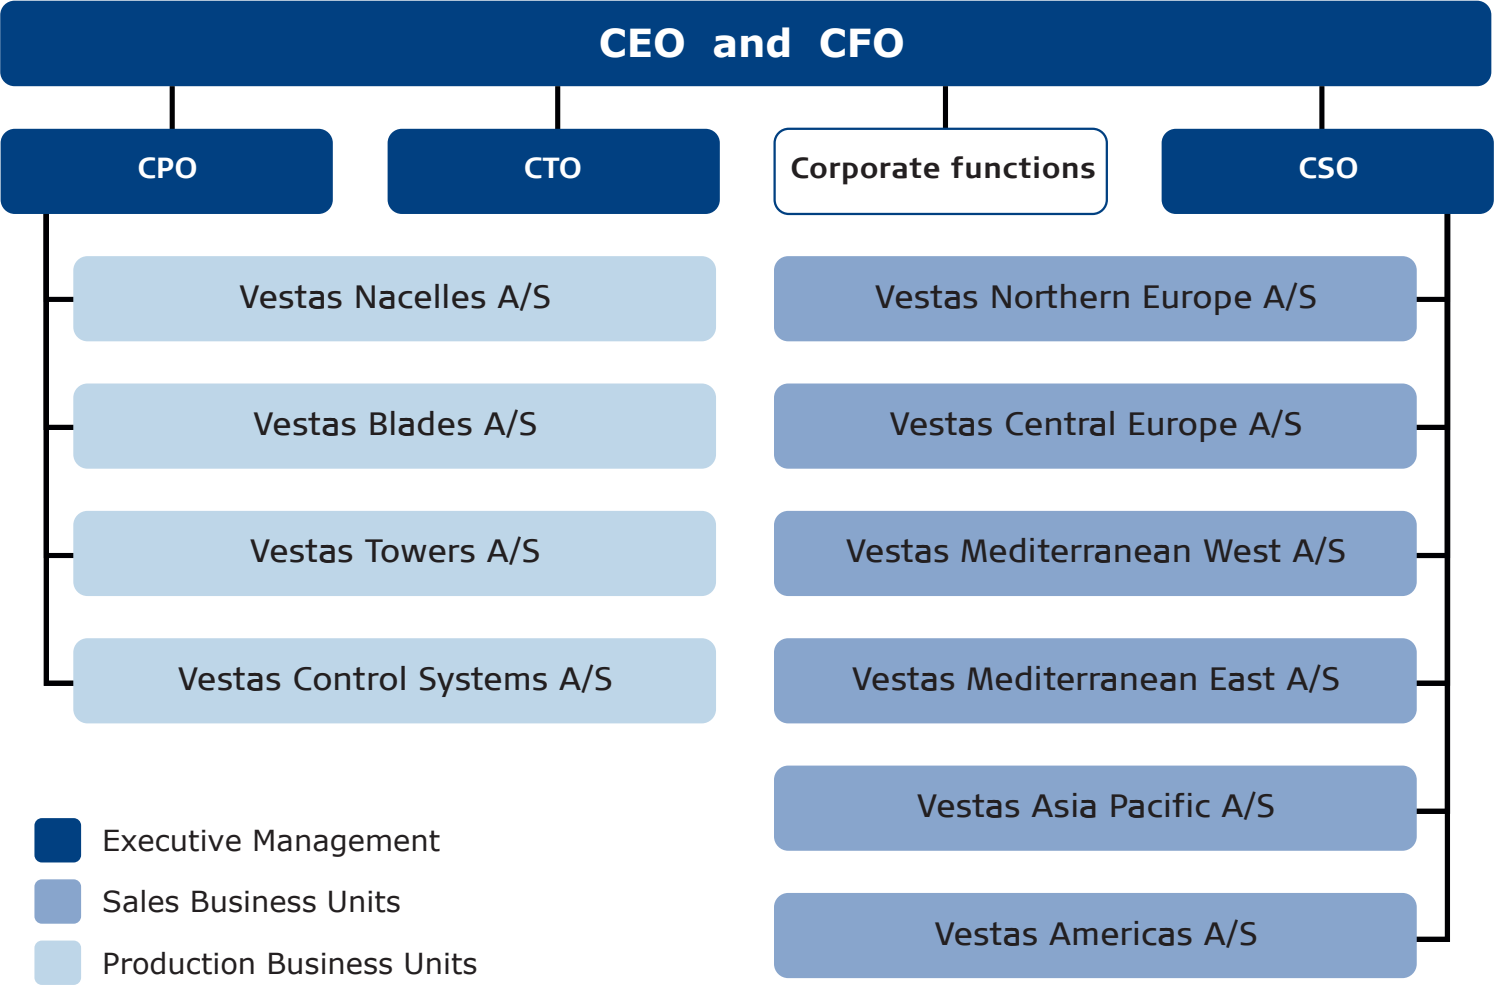 CEO and CFO
CPO
CTO
Corporate functions
CSO
Vestas Nacelles A/S
Vestas Blades A/S
Vestas Towers A/S
Vestas Control Systems A/S
Vestas Northern Europe A/S
Vestas Central Europe A/S
Vestas Mediterranean West A/S
Vestas Mediterranean East A/S
Vestas Asia Pacific A/S
Vestas Americas A/S
Executive Management
Sales Business Units
Production Business Units